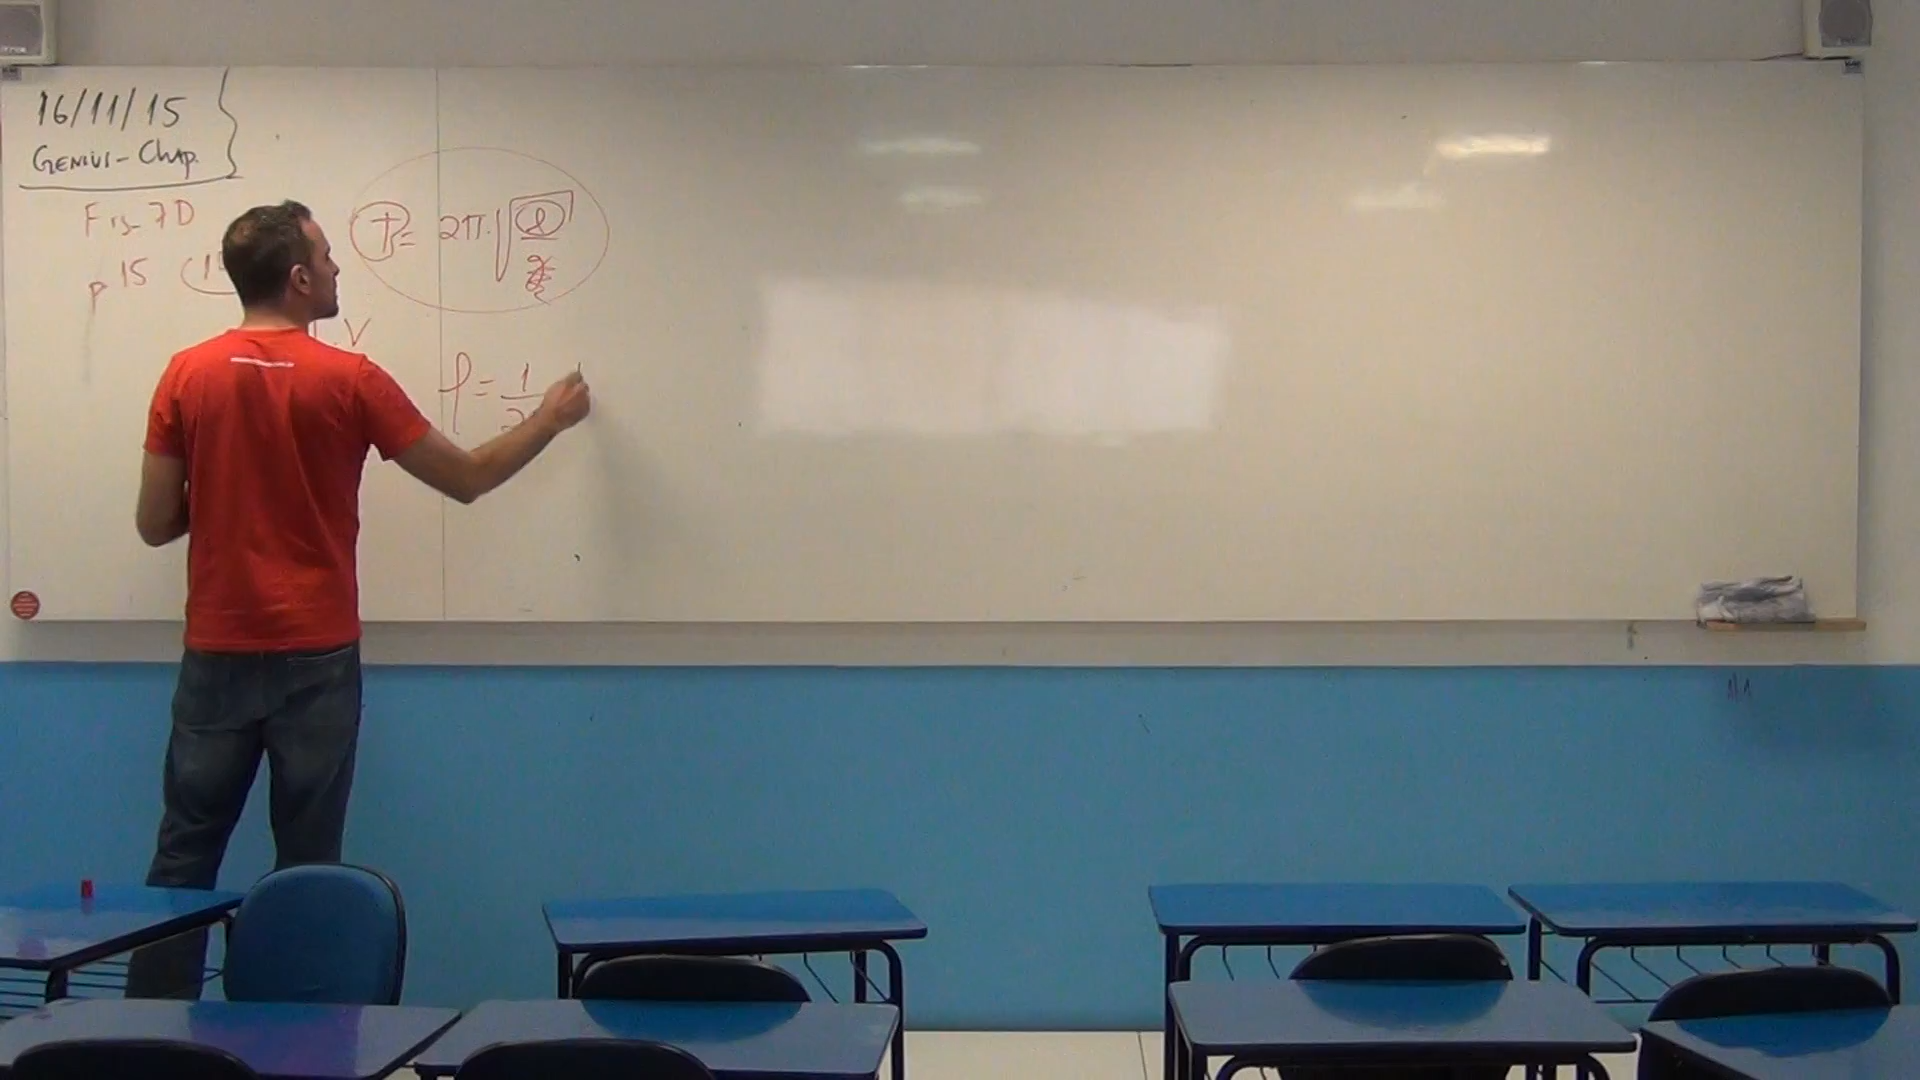 16/11/15
GENIUS - Chap.
Fis - 7D
p 15
T = 2π.√l/g
.V
f = 1/2